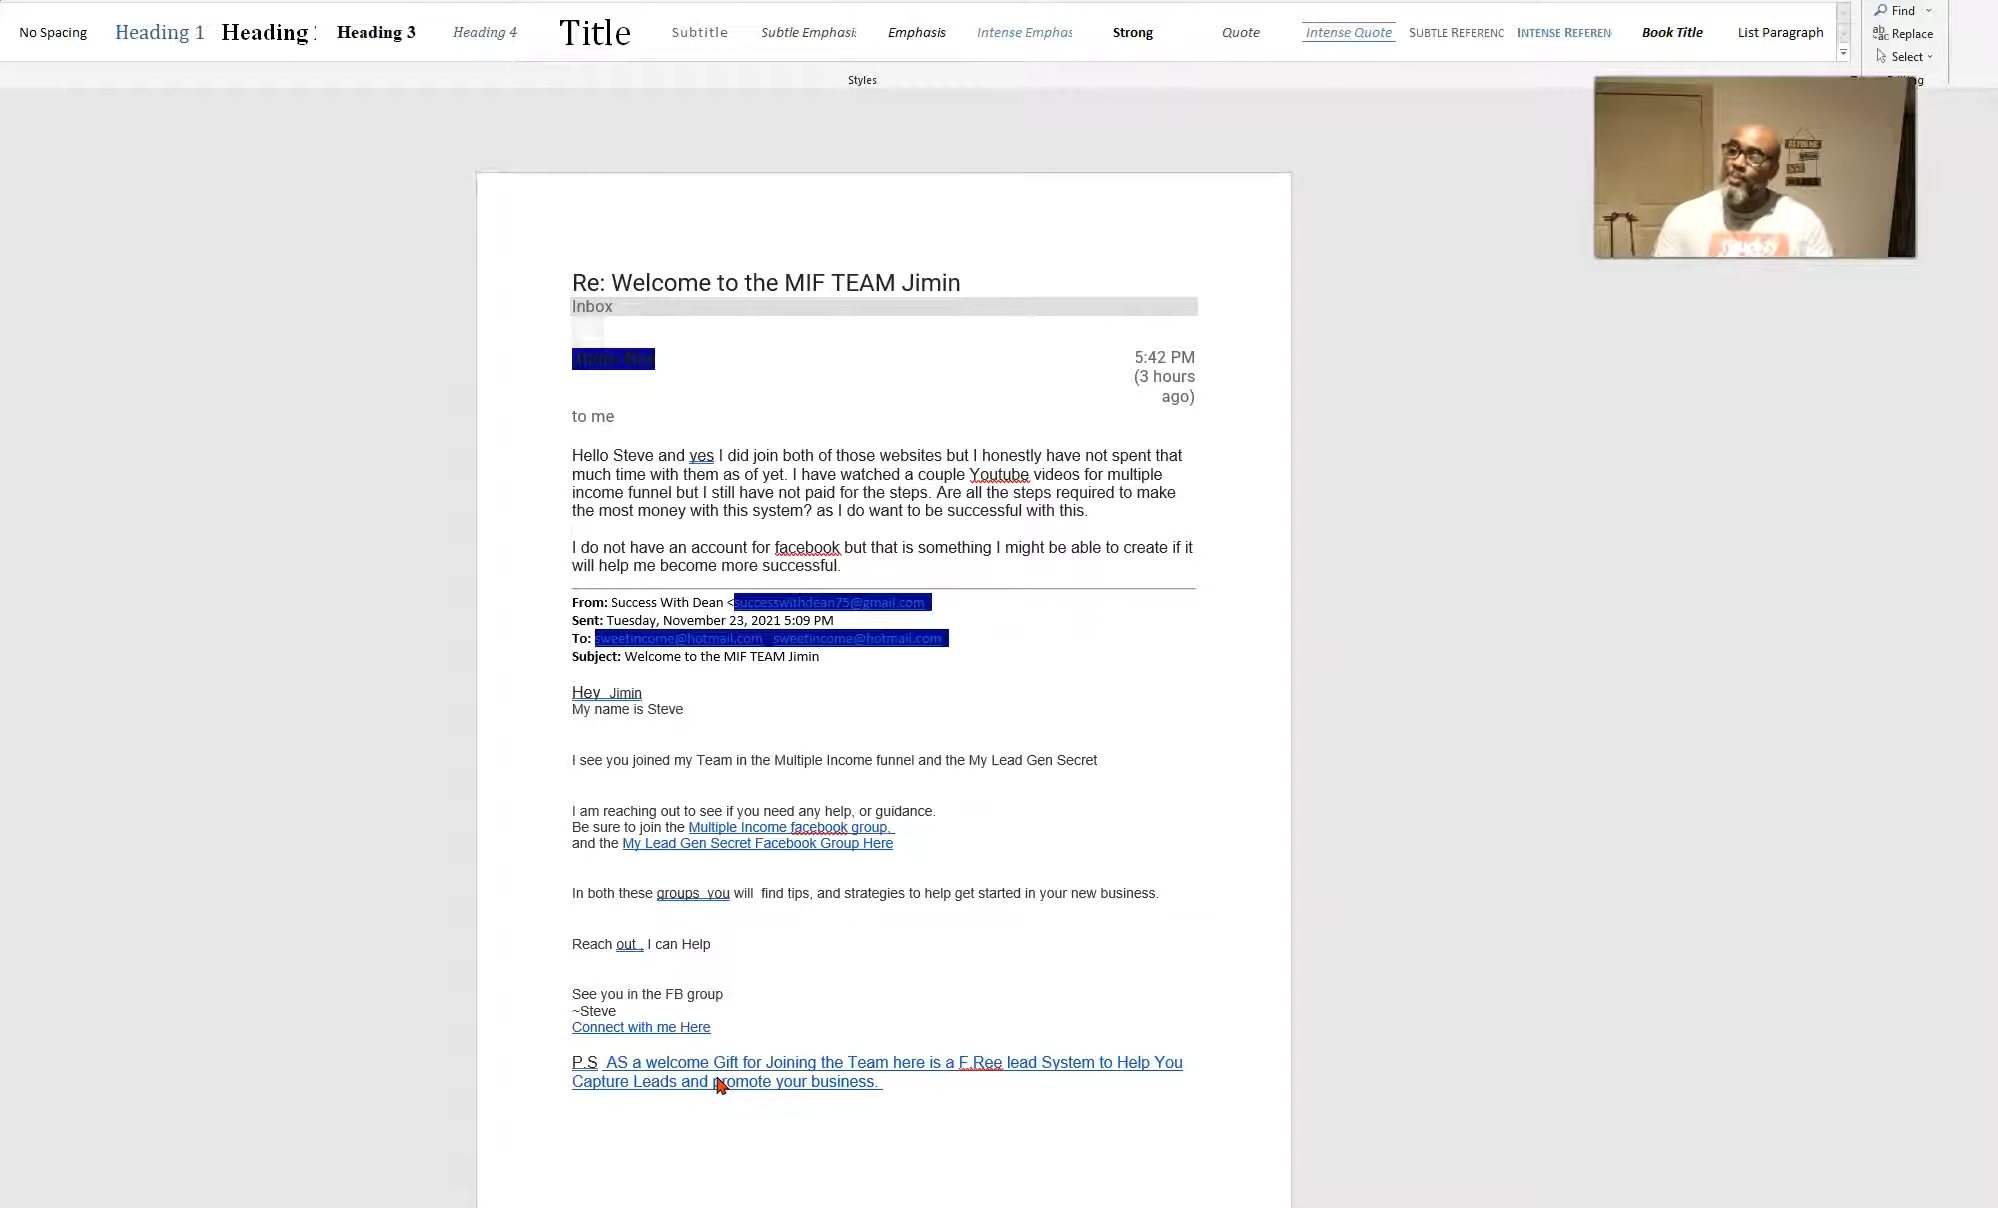 No Spacing Heading 1 Heading Heading 3 Heading 4 Title Subtitle Subtle Emphasis Emphasis Intense Emphas Strong Quote Intense Quote SUBTLE REFERENC INTENSE REFEREN Book Title List Paragraph
Find
Replace
Select
Styles
AS FOR ME
Re: Welcome to the MIF TEAM Jimin
Inbox
Jimin Kim
5:42 PM
(3 hours
ago)
to me
Hello Steve and yes I did join both of those websites but I honestly have not spent that
much time with them as of yet. I have watched a couple Youtube videos for multiple
income funnel but I still have not paid for the steps. Are all the steps required to make
the most money with this system? as I do want to be successful with this.
I do not have an account for facebook but that is something I might be able to create if it
will help me become more successful.
From: Success With Dean <successwithdean75@gmail.com
Sent: Tuesday, November 23, 2021 5:09 PM
To: sweetincome@hotmail.com sweetincome@hotmail.com
Subject: Welcome to the MIF TEAM Jimin
Hey Jimin
My name is Steve
I see you joined my Team in the Multiple Income funnel and the My Lead Gen Secret
I am reaching out to see if you need any help, or guidance.
Be sure to join the Multiple Income facebook group.
and the My Lead Gen Secret Facebook Group Here
In both these groups you will find tips, and strategies to help get started in your new business.
Reach out , I can Help
See you in the FB group
~Steve
Connect with me Here
P.S AS a welcome Gift for Joining the Team here is a F.Ree lead System to Help You
Capture Leads and promote your business.